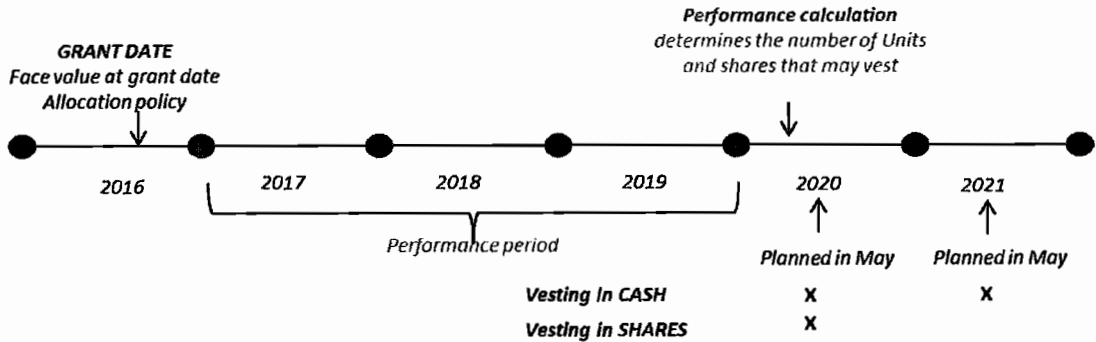 GRANT DATE
Face value at grant date
Allocation policy
Performance calculation
determines the number of Units
and shares that may vest
2016
2017
2018
2019
2020
2021
Performance period
Planned in May
Planned in May
Vesting in CASH X X
Vesting in SHARES X